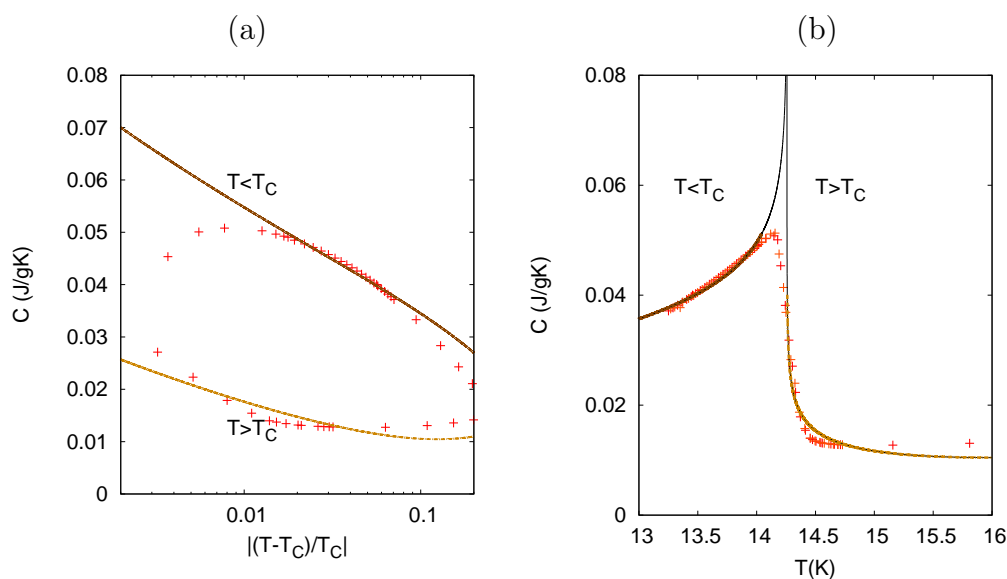 (a)
0.08
0.07
0.06
0.05
0.04
0.03
0.02
0.01
0
C (J/gK)
T<T_C
T>T_C
0.01
0.1
|(T-T_C)/T_C|
(b)
0.08
0.06
0.04
0.02
0
C (J/gK)
T<T_C
T>T_C
13
13.5
14
14.5
15
15.5
16
T(K)